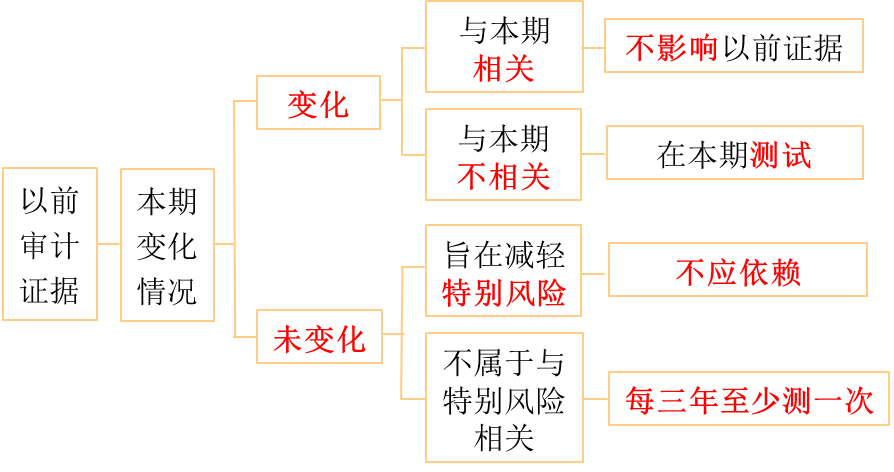 以前
审计
证据
本期
变化
情况
变化
与本期
相关
不影响以前证据
与本期
不相关
在本期测试
未变化
旨在减轻
特别风险
不应依赖
不属于与
特别风险
相关
每三年至少测一次